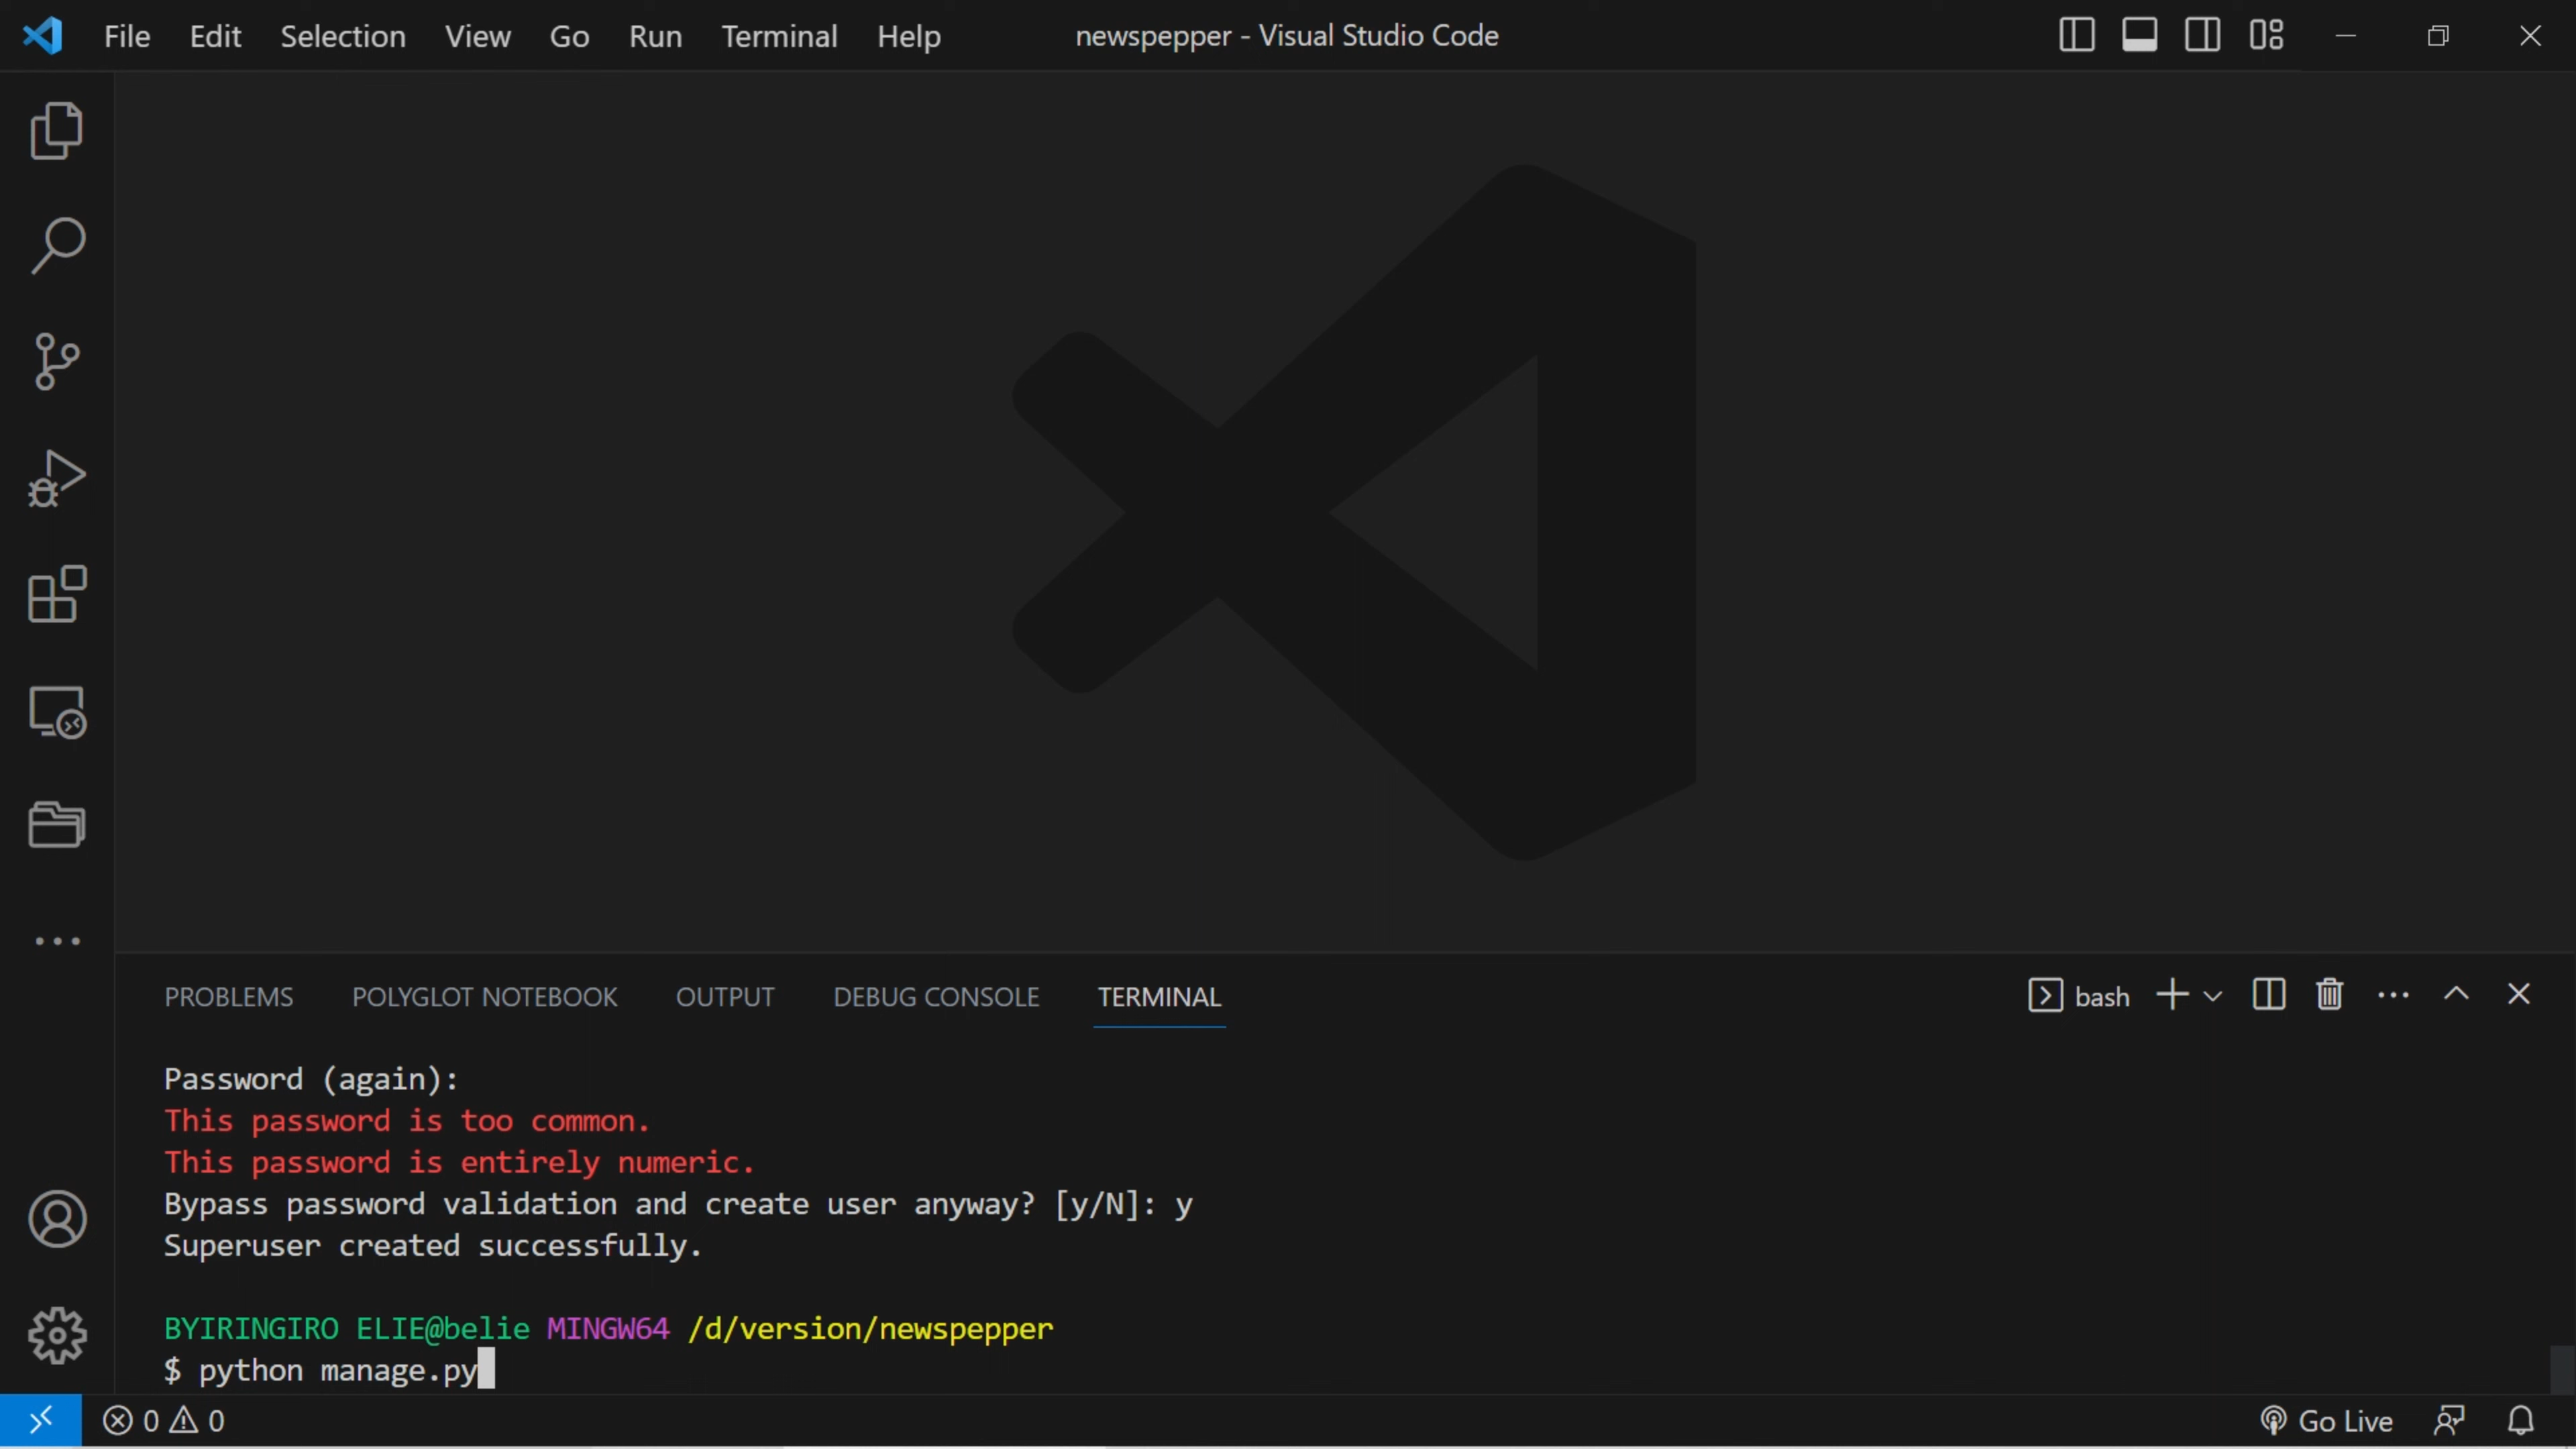 File Edit Selection View Go Run Terminal Help newspepper - Visual Studio Code
PROBLEMS POLYGLOT NOTEBOOK OUTPUT DEBUG CONSOLE TERMINAL bash
Password (again):
This password is too common.
This password is entirely numeric.
Bypass password validation and create user anyway? [y/N]: y
Superuser created successfully.
BYIRINGIRO ELIE@belie MINGW64 /d/version/newspepper
$ python manage.py
0 0 Go Live